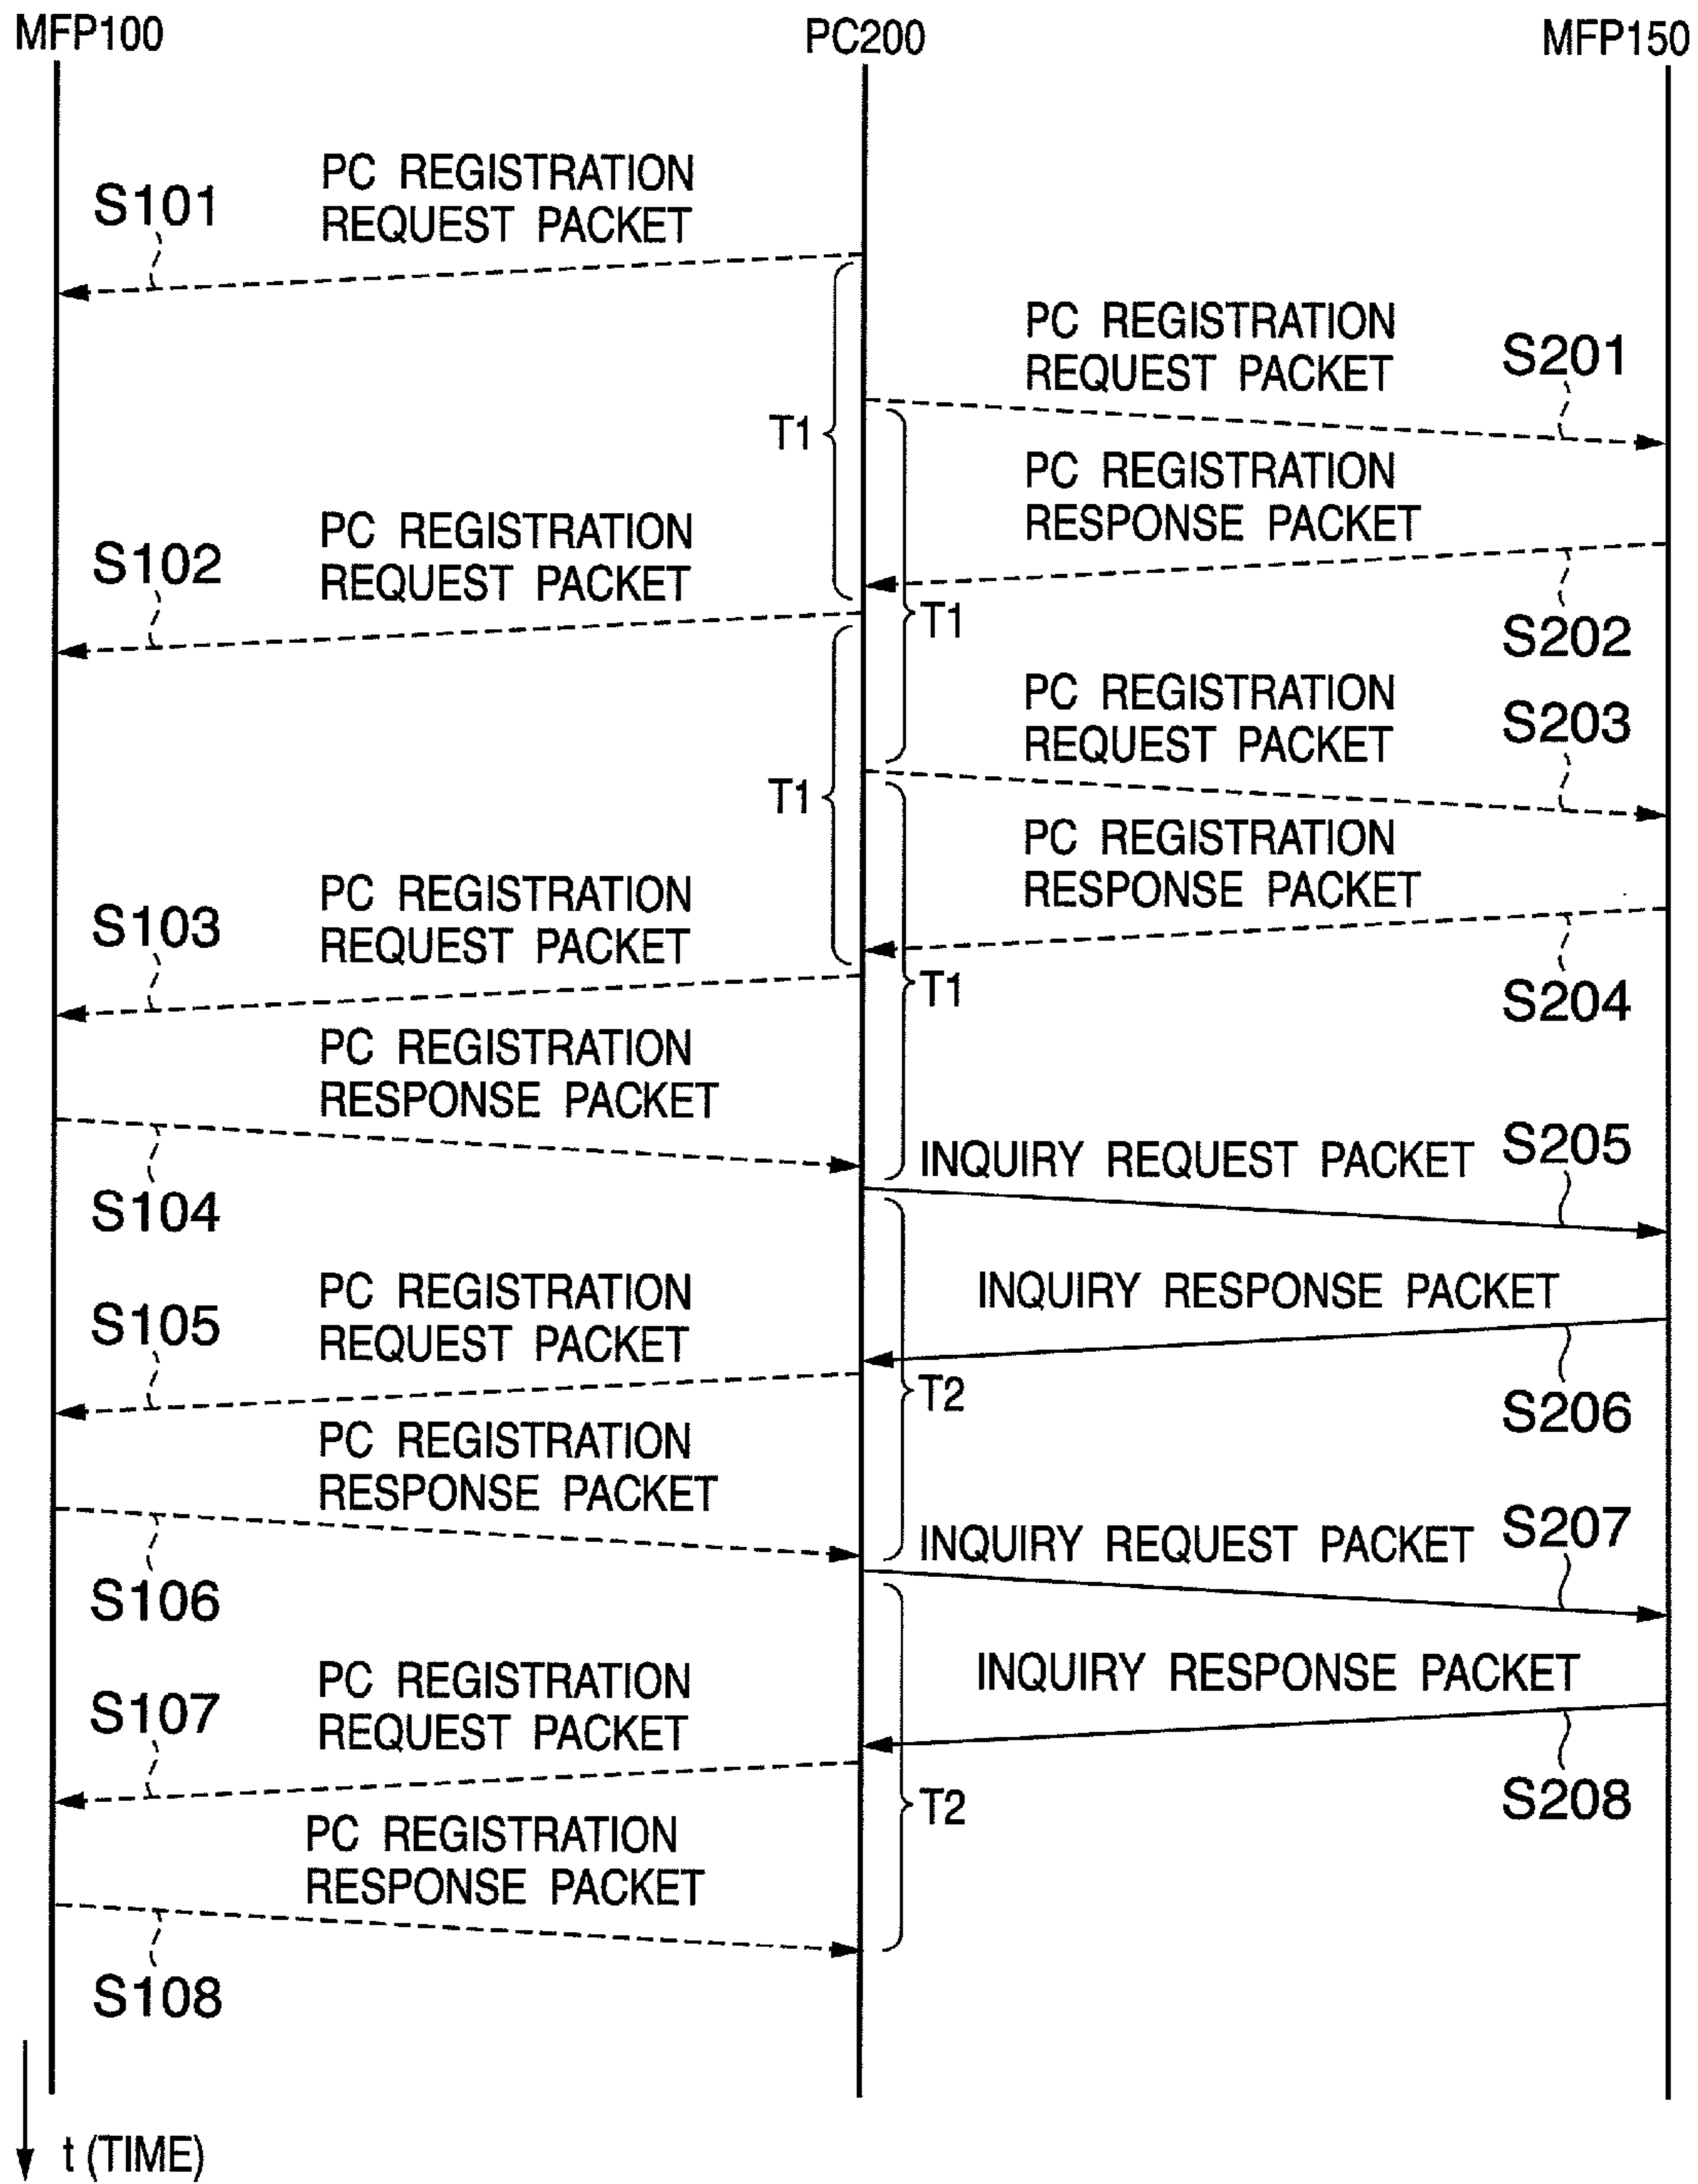 MFP100
PC200
MFP150
PC REGISTRATION
REQUEST PACKET
S101
PC REGISTRATION
REQUEST PACKET
S201
T1
PC REGISTRATION
RESPONSE PACKET
S202
PC REGISTRATION
REQUEST PACKET
S102
T1
PC REGISTRATION
REQUEST PACKET
S203
T1
PC REGISTRATION
RESPONSE PACKET
S204
PC REGISTRATION
REQUEST PACKET
S103
T1
PC REGISTRATION
RESPONSE PACKET
S104
INQUIRY REQUEST PACKET
S205
INQUIRY RESPONSE PACKET
S206
PC REGISTRATION
REQUEST PACKET
S105
T2
PC REGISTRATION
RESPONSE PACKET
S106
INQUIRY REQUEST PACKET
S207
INQUIRY RESPONSE PACKET
S208
PC REGISTRATION
REQUEST PACKET
S107
T2
PC REGISTRATION
RESPONSE PACKET
S108
t (TIME)